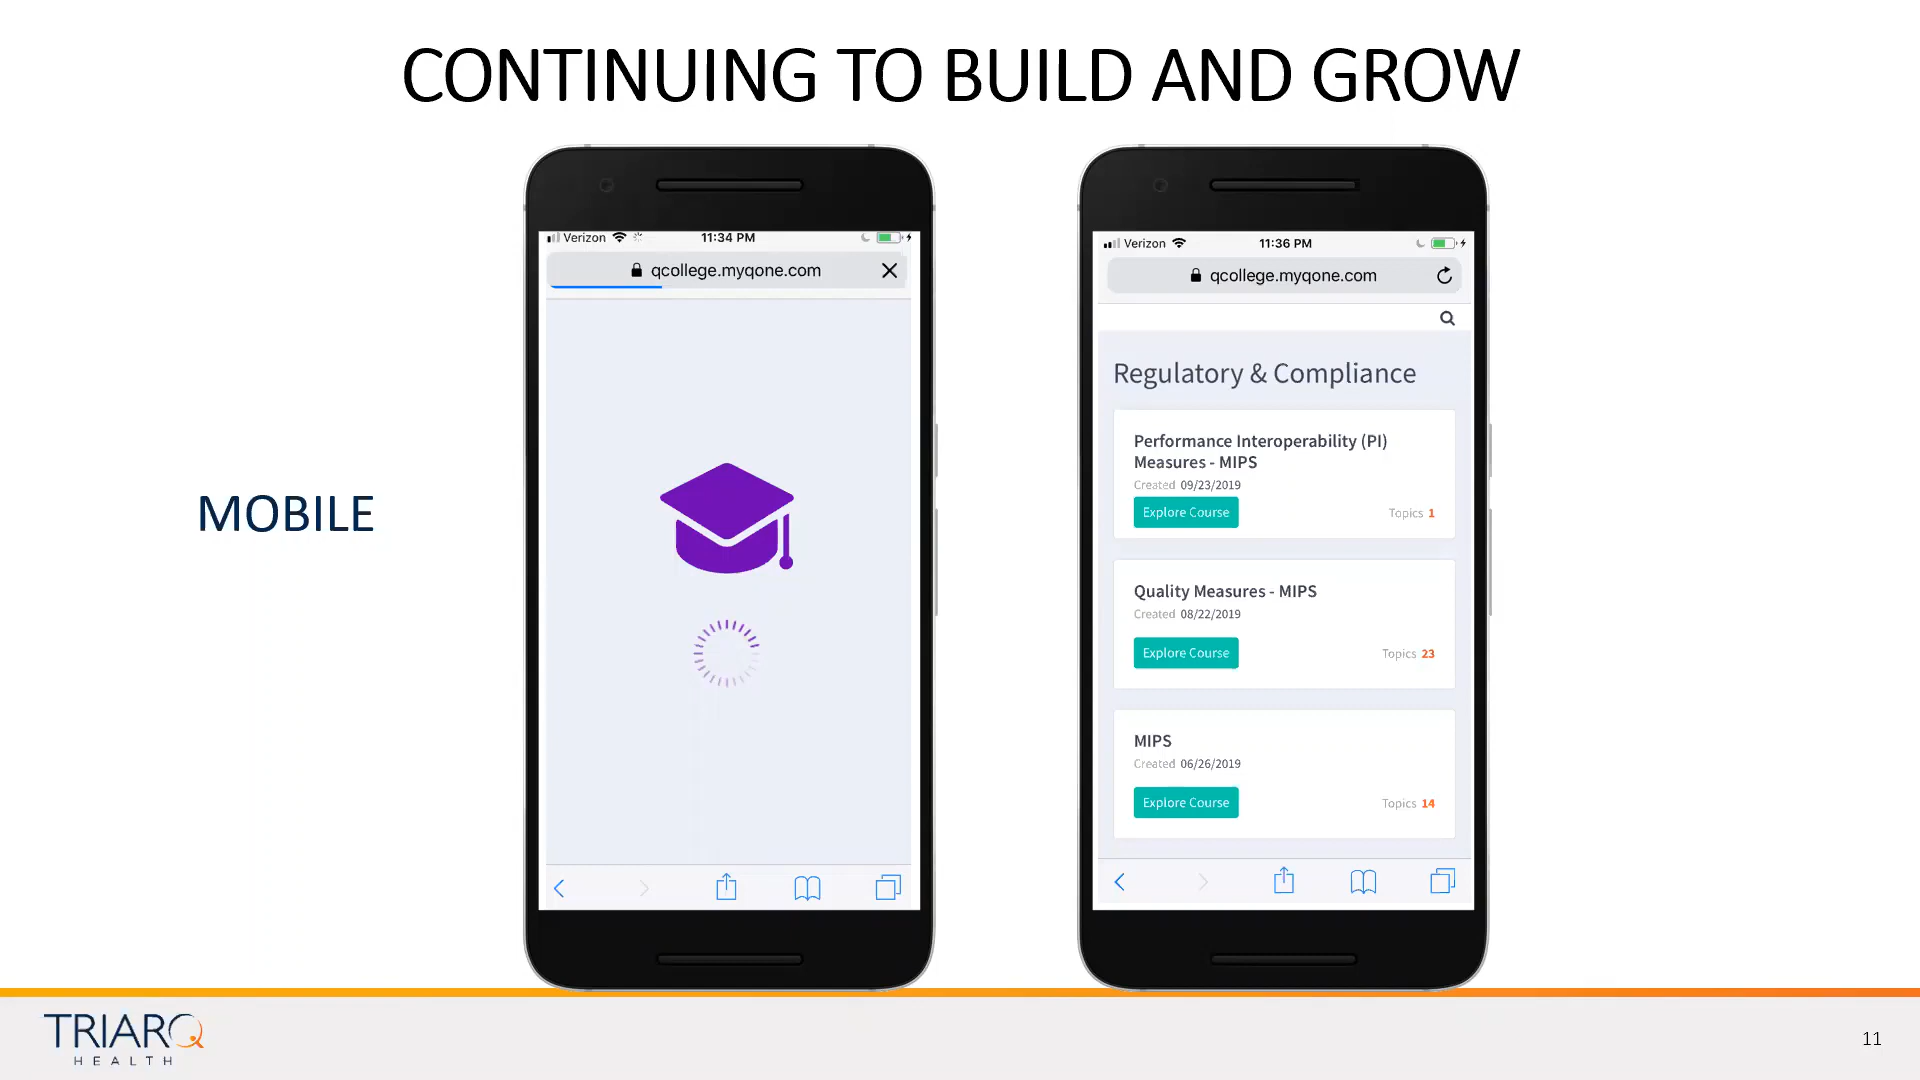 CONTINUING TO BUILD AND GROW
MOBILE
Verizon 11:34 PM
qcollege.myqone.com
Verizon 11:36 PM
qcollege.myqone.com
Regulatory & Compliance
Performance Interoperability (PI)
Measures - MIPS
Created 09/23/2019
Explore Course Topics 1
Quality Measures - MIPS
Created 08/22/2019
Explore Course Topics 23
MIPS
Created 06/26/2019
Explore Course Topics 14
TRIARQ
HEALTH
11